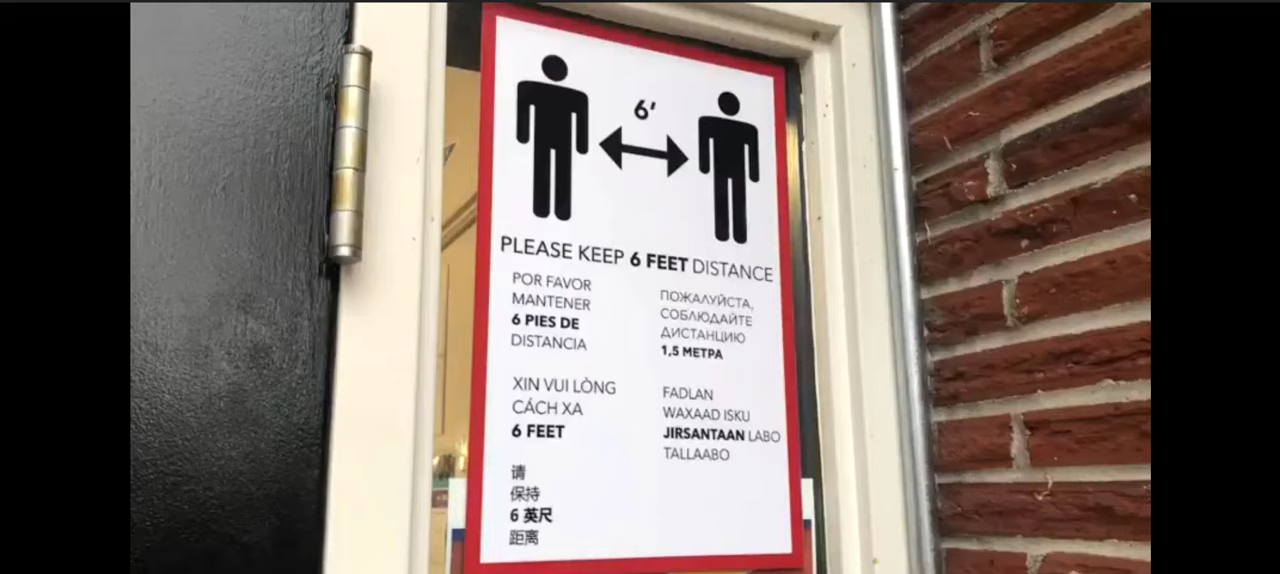 6'
PLEASE KEEP 6 FEET DISTANCE
POR FAVOR
MANTENER
6 PIES DE
DISTANCIA
ПОЖАЛУЙСТА,
СОБЛЮДАЙТЕ
ДИСТАНЦИЮ
1,5 МЕТРА
XIN VUI LÒNG
CÁCH XA
6 FEET
FADLAN
WAXAAD ISKU
JIRSANTAAN LABO
TALLAABO
请
保持
6 英尺
距离